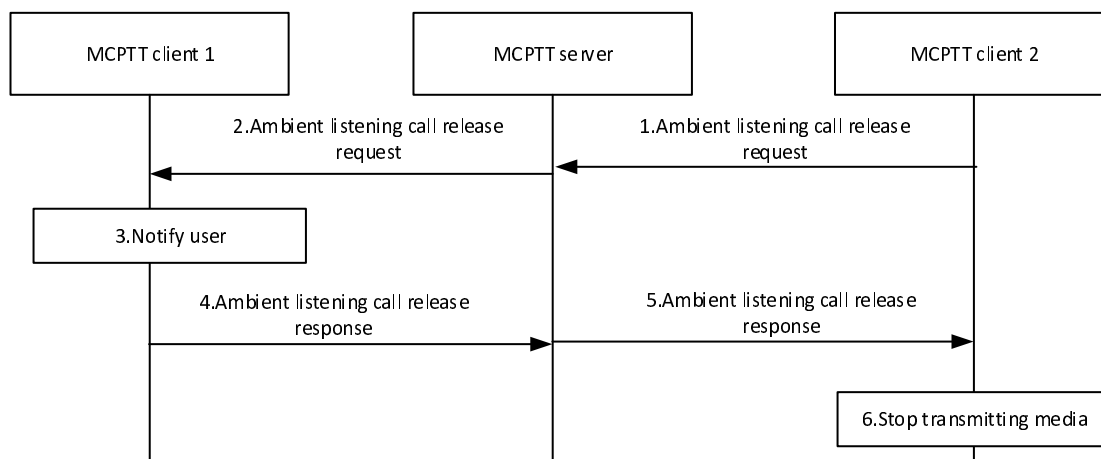 MCPTT client 1
MCPTT server
MCPTT client 2
2.Ambient listening call release
request
1.Ambient listening call release
request
3.Notify user
4.Ambient listening call release
response
5.Ambient listening call release
response
6.Stop transmitting media